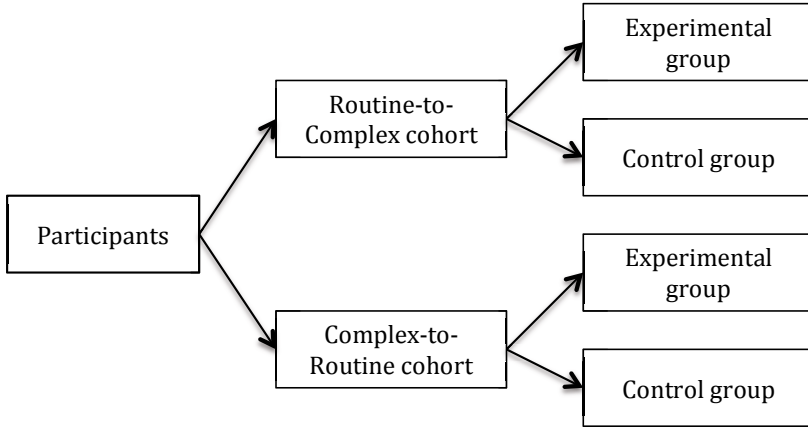 Participants
Routine-to-
Complex cohort
Experimental
group
Control group
Complex-to-
Routine cohort
Experimental
group
Control group